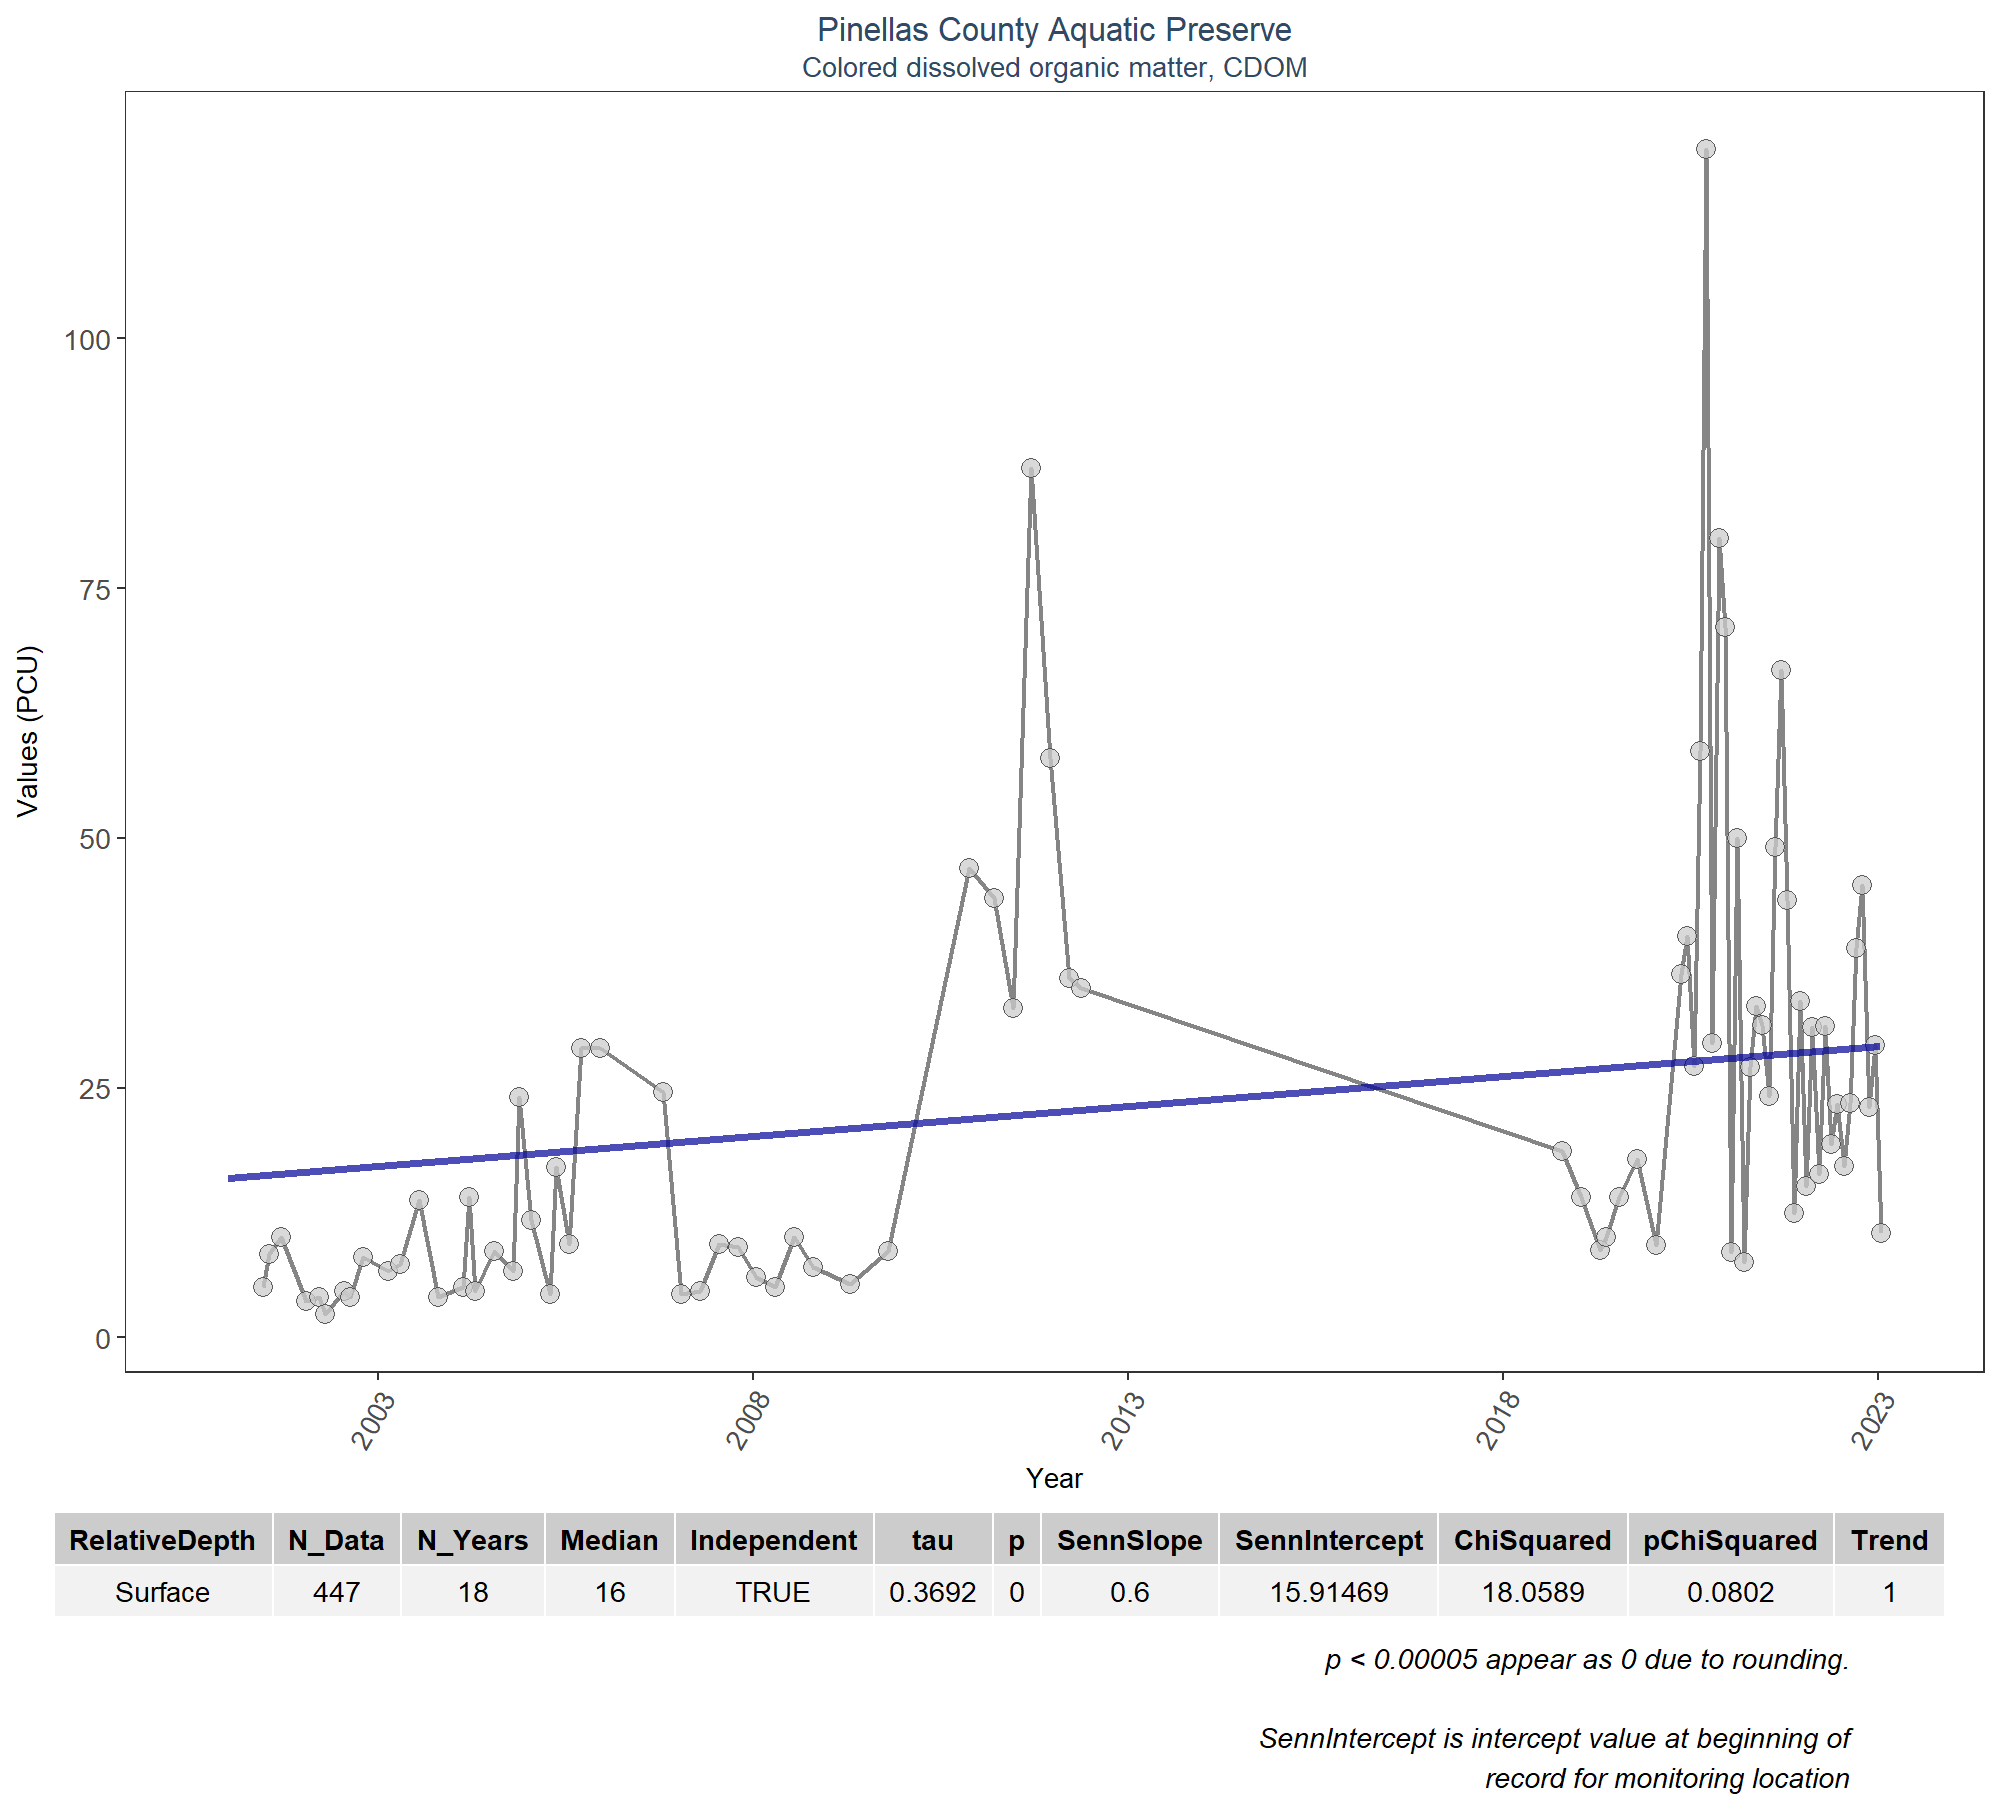 Pinellas County Aquatic Preserve
Colored dissolved organic matter, CDOM
Values (PCU)
100
75
50
25
0
2003 2008 2013 2018 2023
Year
RelativeDepth N_Data N_Years Median Independent tau p SennSlope SennIntercept ChiSquared pChiSquared Trend
Surface 447 18 16 TRUE 0.3692 0 0.6 15.91469 18.0589 0.0802 1
p < 0.00005 appear as 0 due to rounding.
SennIntercept is intercept value at beginning of
record for monitoring location